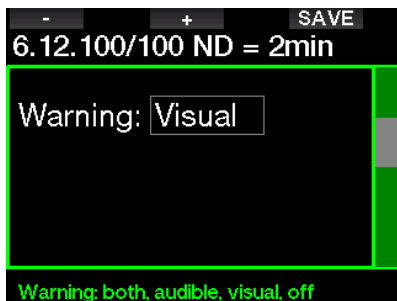 - + SAVE
6.12.100/100 ND = 2min
Warning: Visual
Warning: both, audible, visual, off